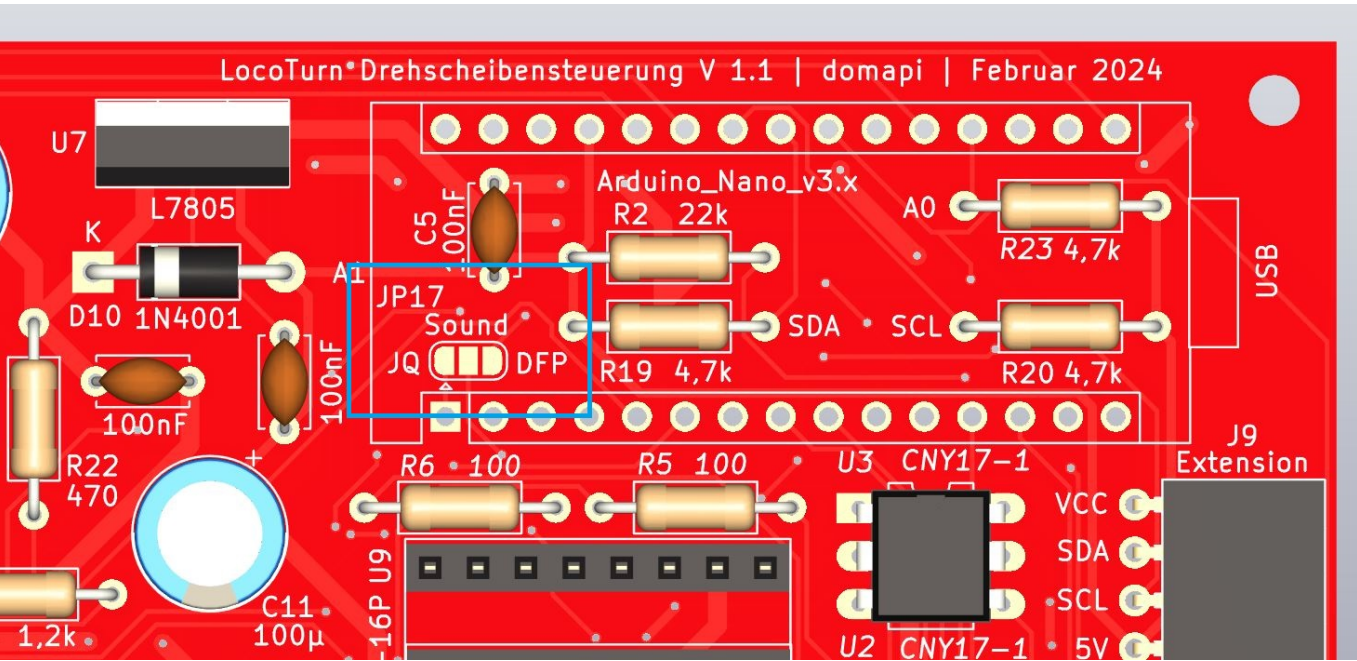 LocoTurn Drehscheibensteuerung V 1.1 | domapi | Februar 2024
U7
L7805
K
D10 1N4001
A1
C5
100nF
Arduino_Nano_v3.x
R2 22k
A0
R23 4,7k
USB
JP17
Sound
JQ
DFP
SDA
SCL
R19 4,7k
R20 4,7k
100nF
100nF
R22
470
+
R6 100
R5 100
U3 CNY17-1
J9
Extension
VCC
SDA
SCL
5V
-16P U9
C11
100µ
1,2k
U2 CNY17-1